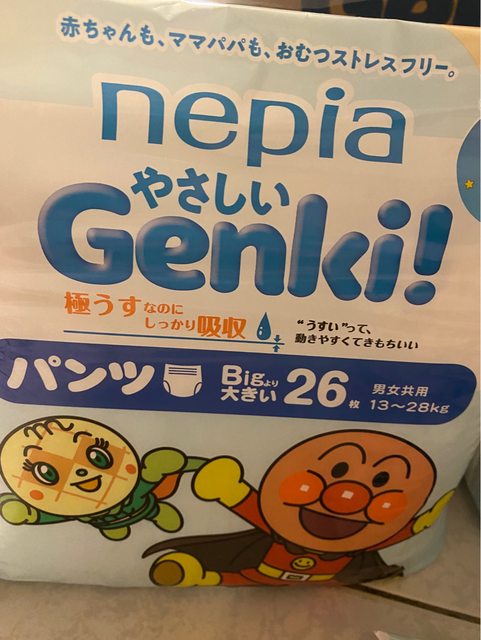 赤ちゃんも、ママパパも、おむつストレスフリー。
nepia
やさしい
Genki!
極うすなのに
しっかり吸収
“うすい”って、
動きやすくてきもちいい
パンツ
Bigより
大きい
26枚
男女共用
13～28kg